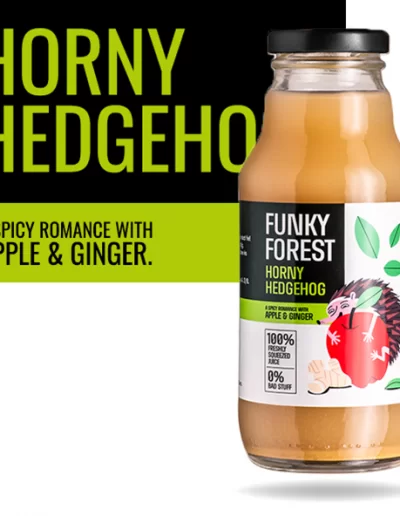 HORNY
HEDGEHO
SPICY ROMANCE WITH
APPLE & GINGER.
FUNKY
FOREST
HORNY
HEDGEHOG
A SPICY ROMANCE WITH
APPLE & GINGER
100%
FRESHLY
SQUEEZED
JUICE
0%
BAD STUFF